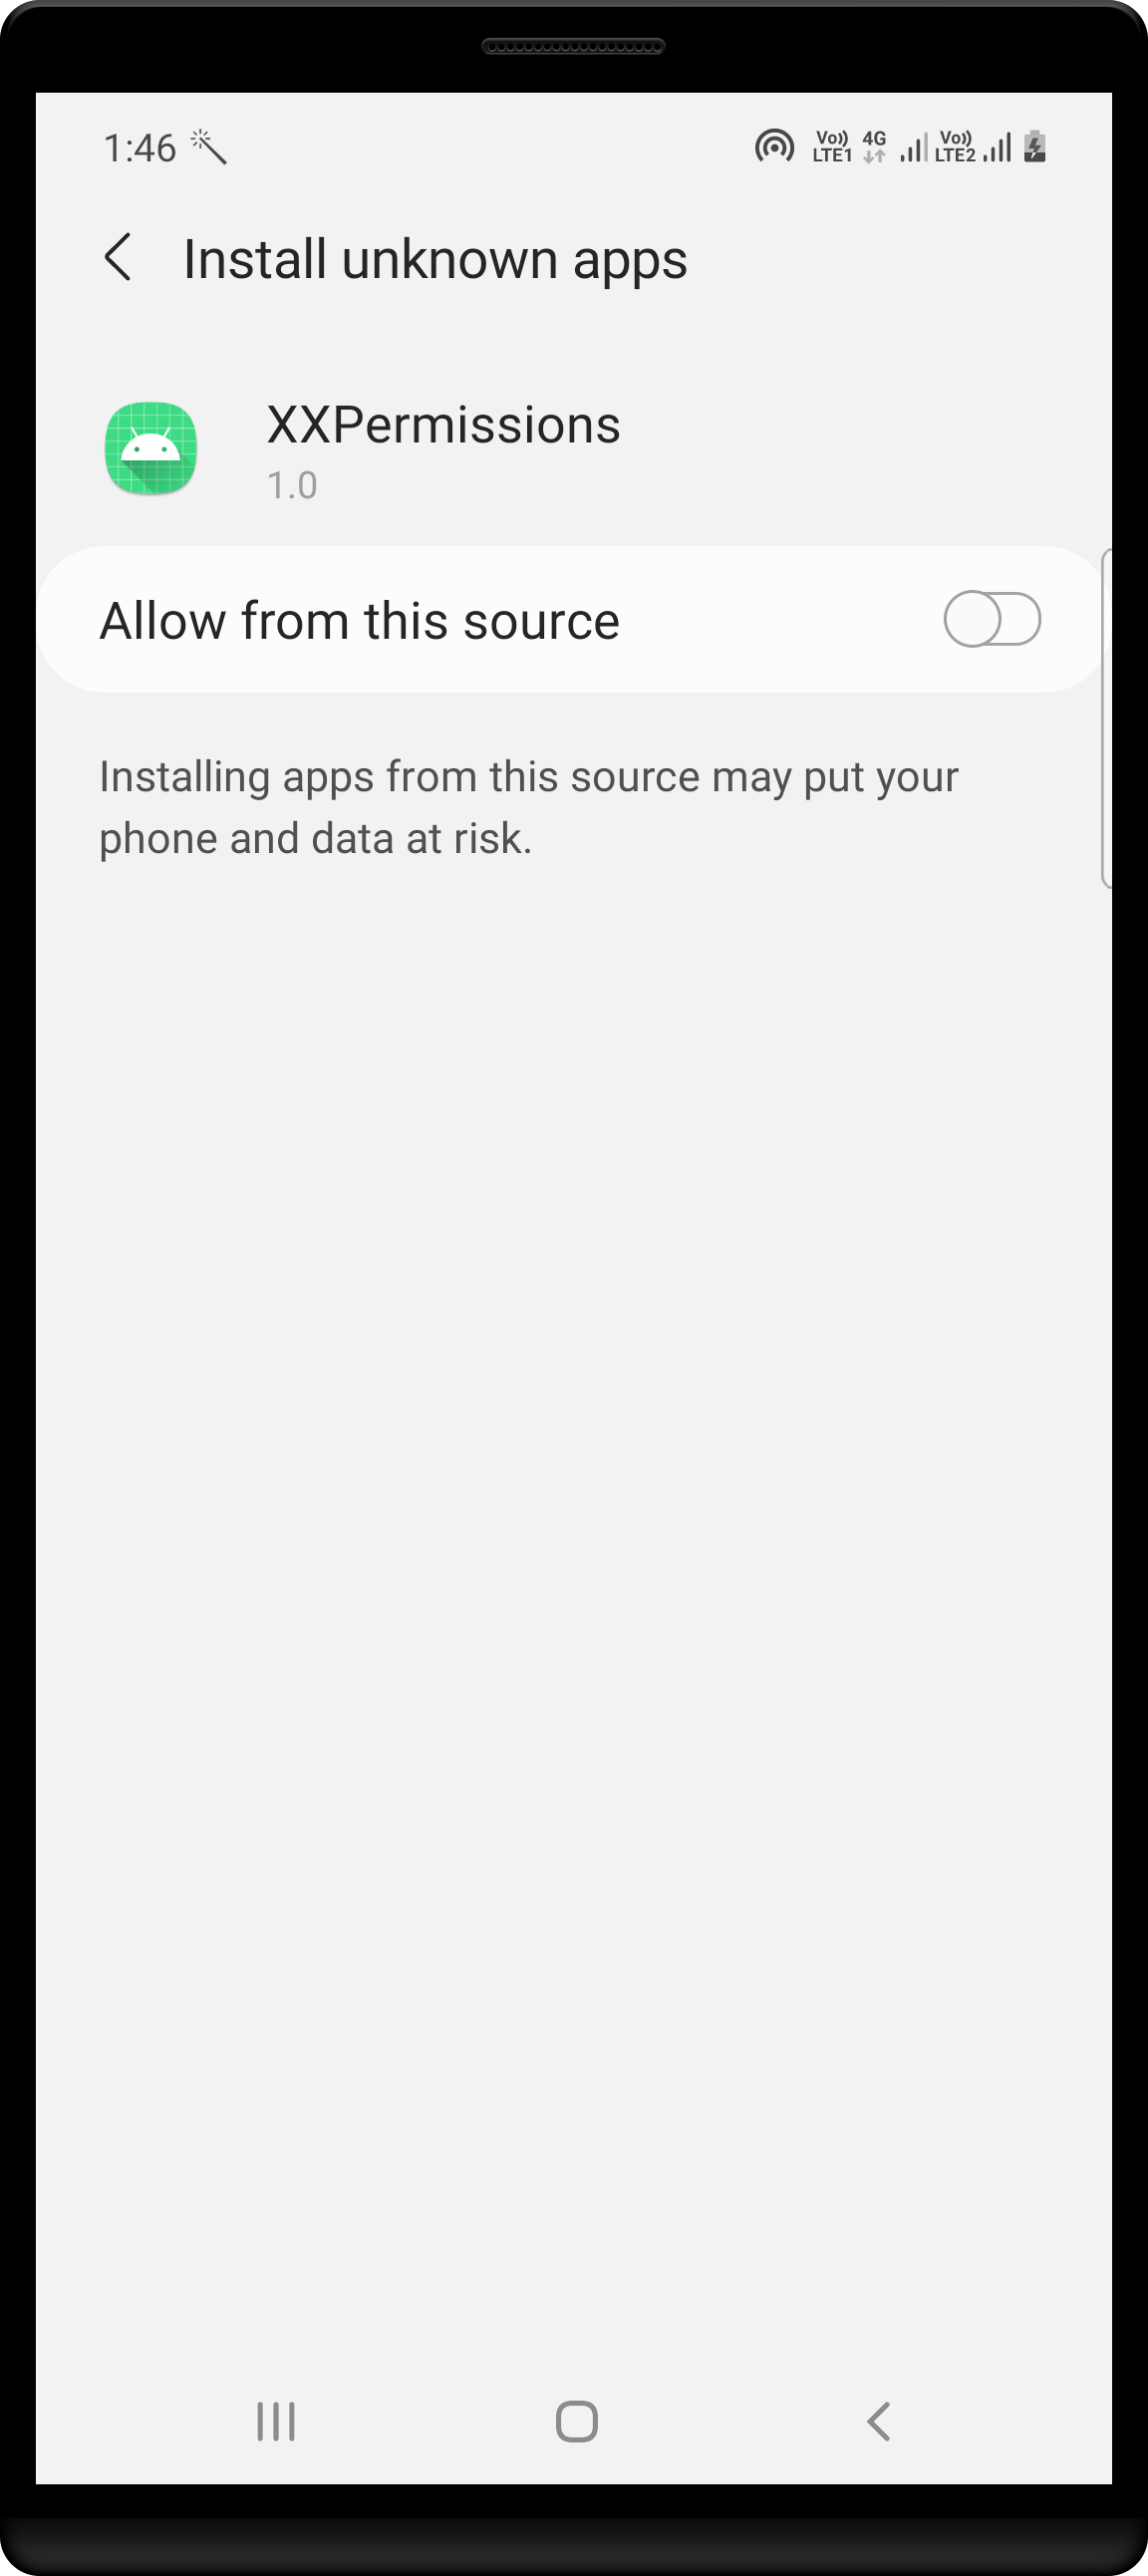 1:46 Vo)) LTE1 4G Vo)) LTE2
Install unknown apps
XXPermissions
1.0
Allow from this source
Installing apps from this source may put your
phone and data at risk.